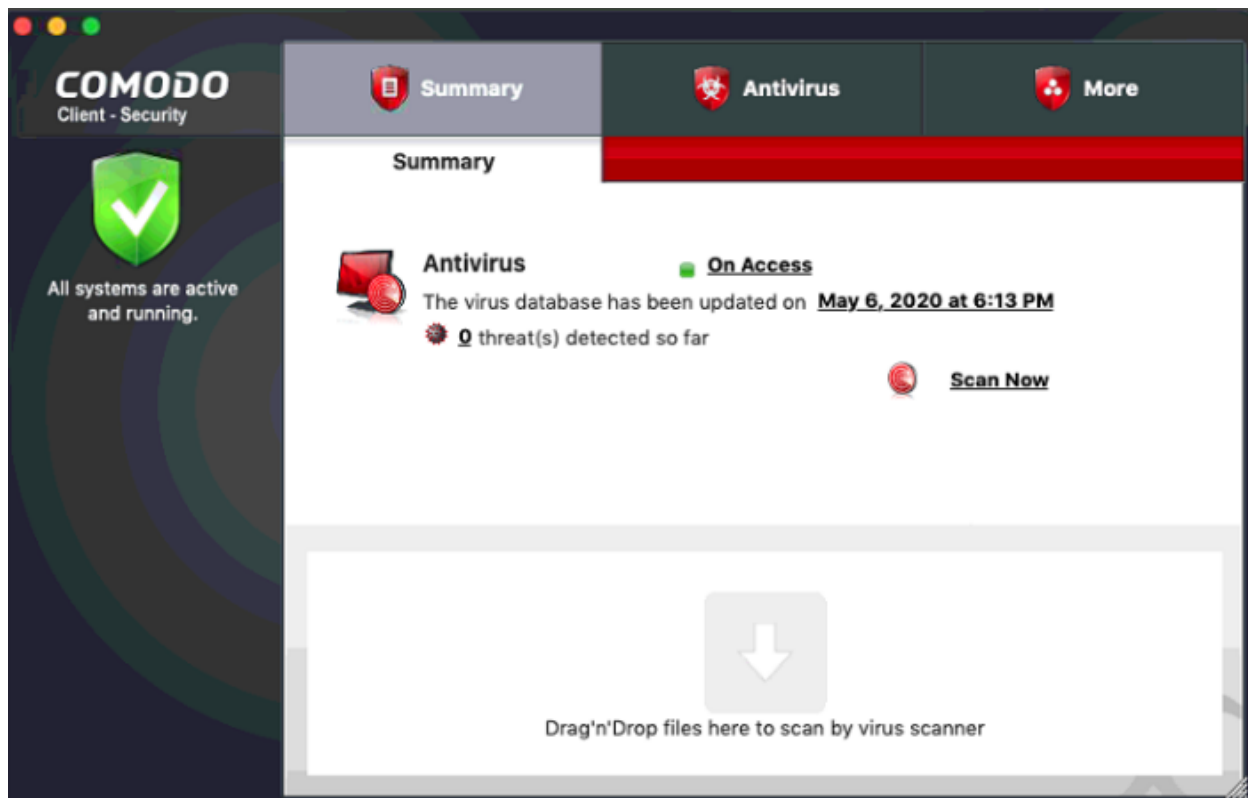 COMODO
Client - Security
Summary
Antivirus
More
All systems are active
and running.
Summary
Antivirus
On Access
The virus database has been updated on May 6, 2020 at 6:13 PM
0 threat(s) detected so far
Scan Now
Drag'n'Drop files here to scan by virus scanner